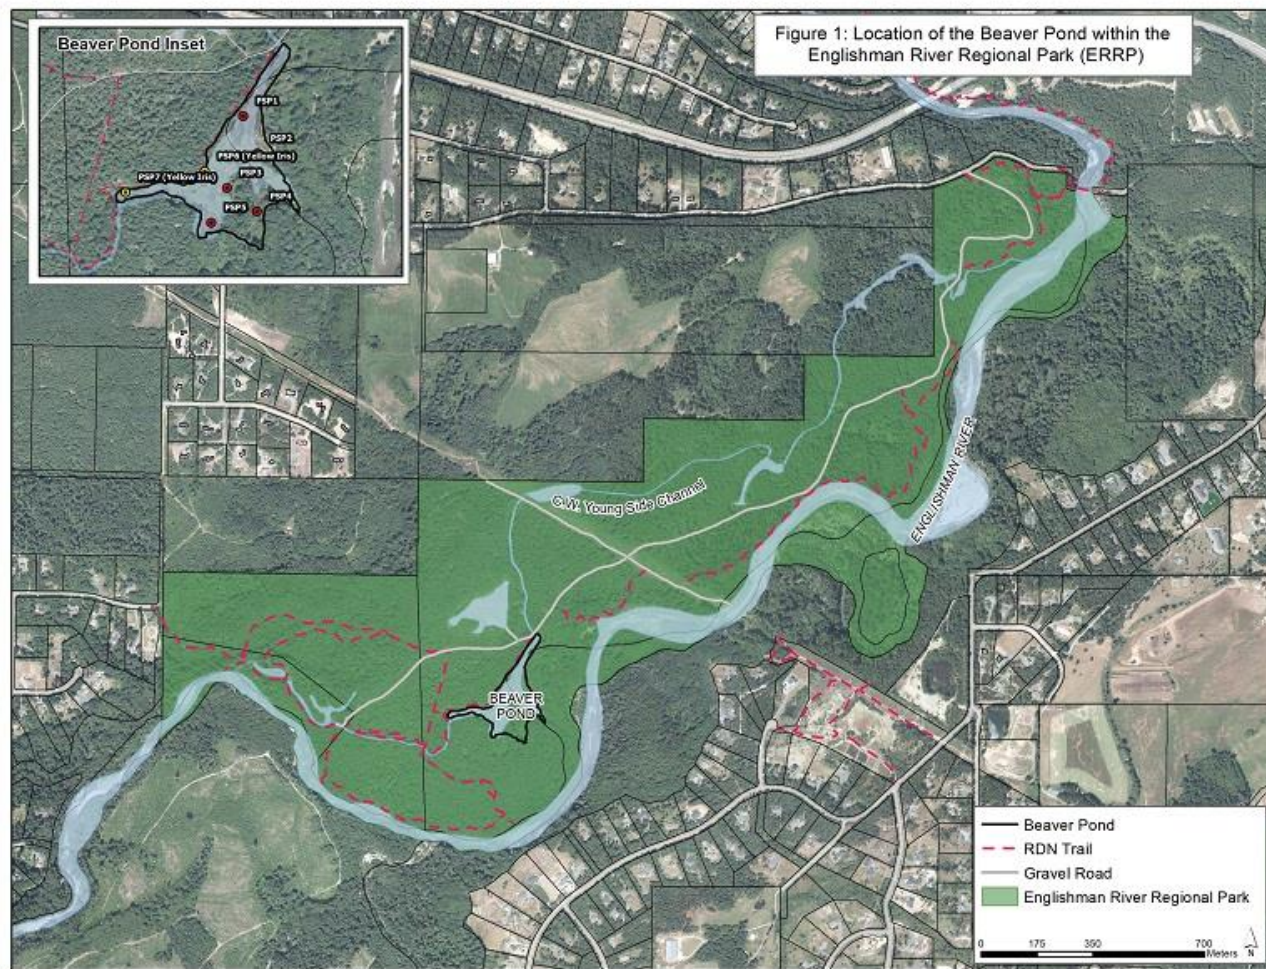 Beaver Pond Inset
PSP1
PSP2
PSP6 (Yellow Iris)
PSP7 (Yellow Iris)
PSP3
PSP4
PSP5
Figure 1: Location of the Beaver Pond within the
Englishman River Regional Park (ERRP)
C.W. Young Side Channel
ENGLISHMAN RIVER
BEAVER
POND
Beaver Pond
RDN Trail
Gravel Road
Englishman River Regional Park
0 175 350 700
Meters
N